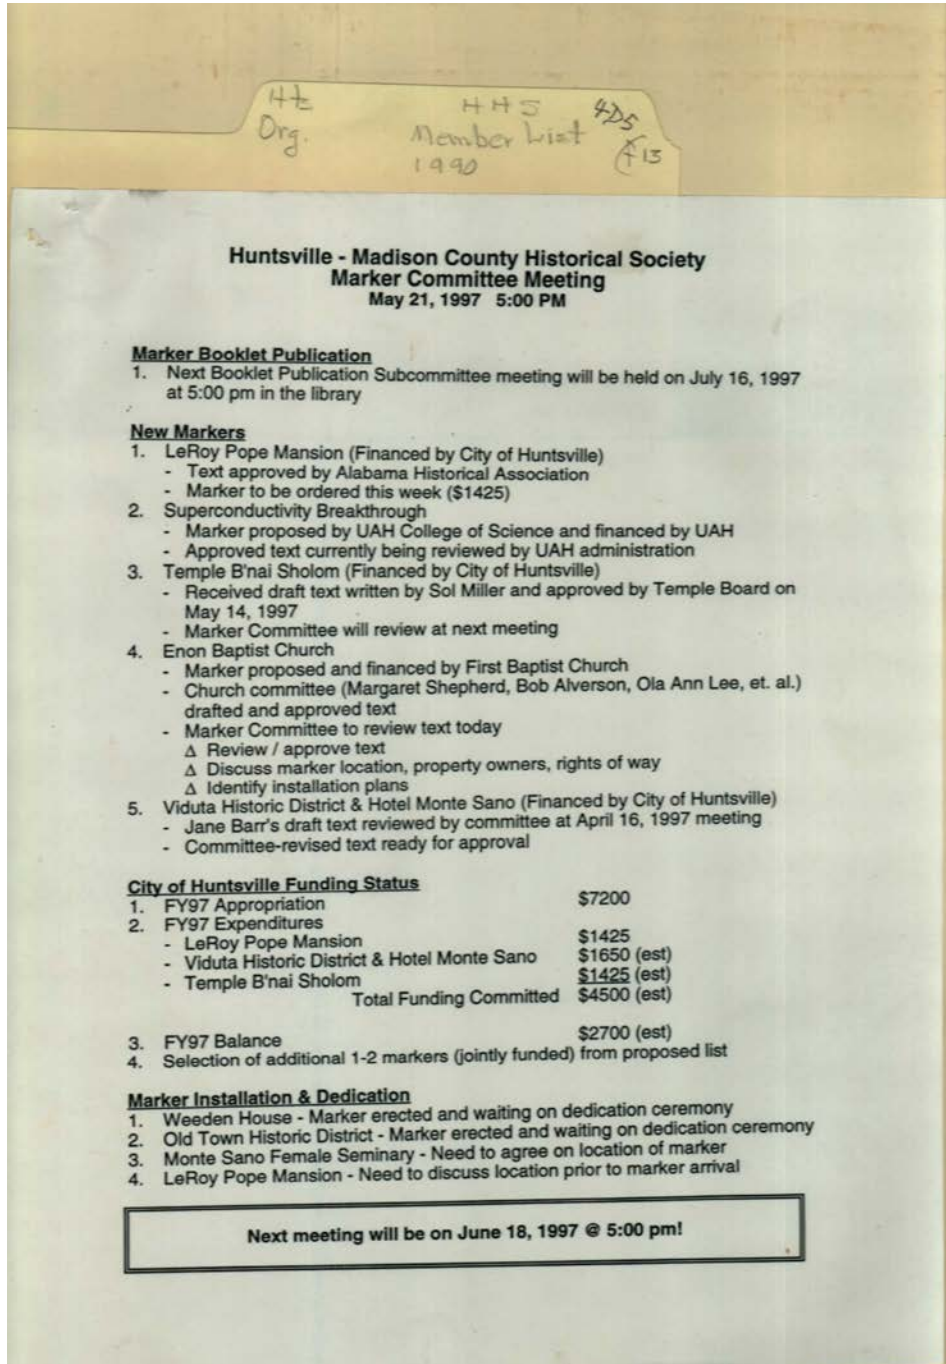 Hts Org.
HHS
Member List
1990
4D5
f13
Huntsville - Madison County Historical Society
Marker Committee Meeting
May 21, 1997 5:00 PM
Marker Booklet Publication
1. Next Booklet Publication Subcommittee meeting will be held on July 16, 1997
at 5:00 pm in the library
New Markers
1. LeRoy Pope Mansion (Financed by City of Huntsville)
- Text approved by Alabama Historical Association
- Marker to be ordered this week ($1425)
2. Superconductivity Breakthrough
- Marker proposed by UAH College of Science and financed by UAH
- Approved text currently being reviewed by UAH administration
3. Temple B'nai Sholom (Financed by City of Huntsville)
- Received draft text written by Sol Miller and approved by Temple Board on
May 14, 1997
- Marker Committee will review at next meeting
4. Enon Baptist Church
- Marker proposed and financed by First Baptist Church
- Church committee (Margaret Shepherd, Bob Alverson, Ola Ann Lee, et. al.)
drafted and approved text
- Marker Committee to review text today
Δ Review / approve text
Δ Discuss marker location, property owners, rights of way
Δ Identify installation plans
5. Viduta Historic District & Hotel Monte Sano (Financed by City of Huntsville)
- Jane Barr's draft text reviewed by committee at April 16, 1997 meeting
- Committee-revised text ready for approval
City of Huntsville Funding Status
1. FY97 Appropriation $7200
2. FY97 Expenditures
- LeRoy Pope Mansion $1425
- Viduta Historic District & Hotel Monte Sano $1650 (est)
- Temple B'nai Sholom $1425 (est)
Total Funding Committed $4500 (est)
3. FY97 Balance $2700 (est)
4. Selection of additional 1-2 markers (jointly funded) from proposed list
Marker Installation & Dedication
1. Weeden House - Marker erected and waiting on dedication ceremony
2. Old Town Historic District - Marker erected and waiting on dedication ceremony
3. Monte Sano Female Seminary - Need to agree on location of marker
4. LeRoy Pope Mansion - Need to discuss location prior to marker arrival
Next meeting will be on June 18, 1997 @ 5:00 pm!